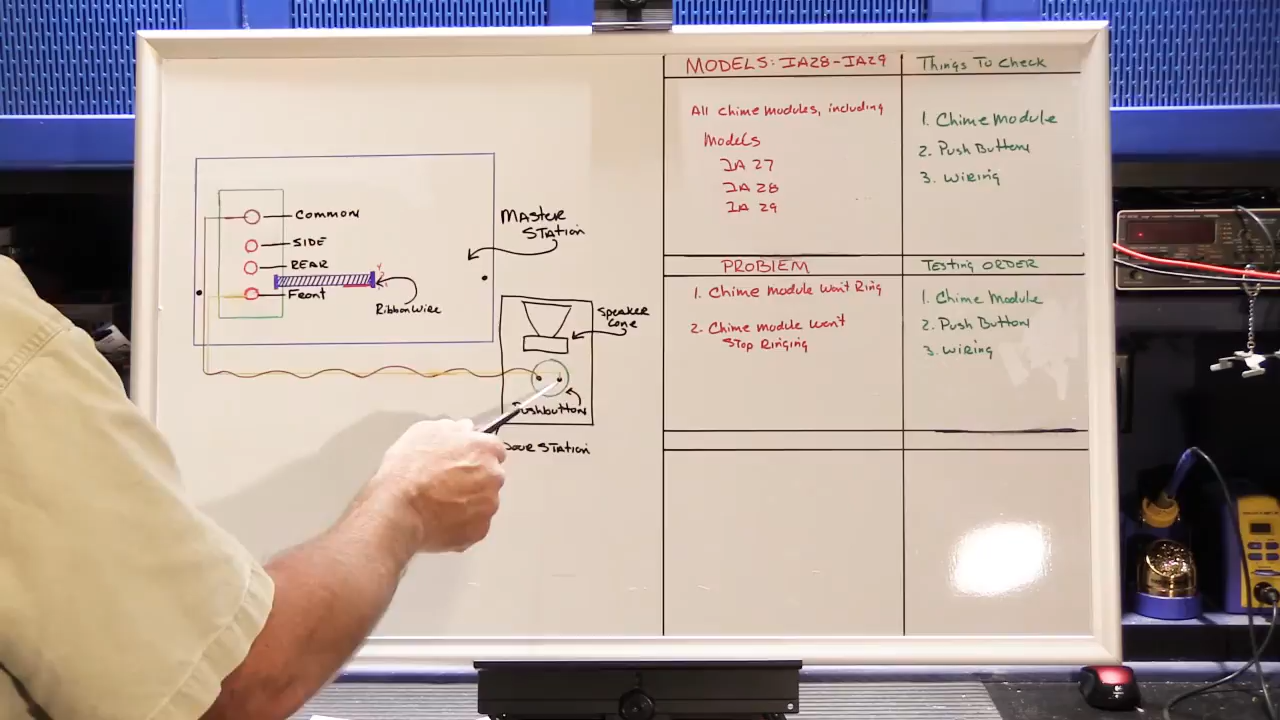 COMMON
SIDE
REAR
Front
Ribbon Wire
MASTER
STATION
Speaker
Cone
Pushbutton
STATION
MODELS: IA28-IA29
All chime modules, including
Models
IA 27
IA 28
IA 29
Things To Check
1. Chime Module
2. Push Button
3. Wiring
PROBLEM
1. Chime Module Won't Ring
2. Chime Module Won't
Stop Ringing
Testing ORDER
1. Chime Module
2. Push Button
3. Wiring